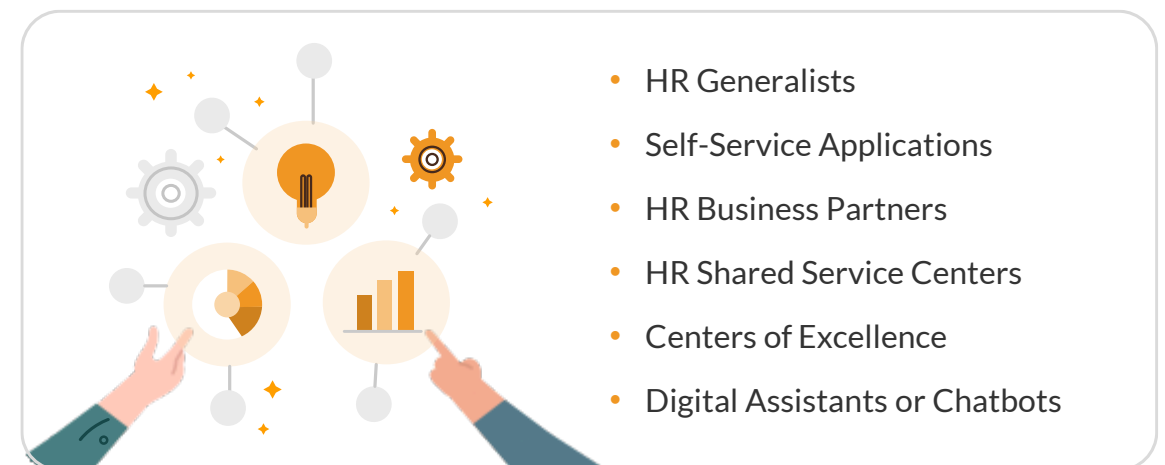 • HR Generalists
• Self-Service Applications
• HR Business Partners
• HR Shared Service Centers
• Centers of Excellence
• Digital Assistants or Chatbots